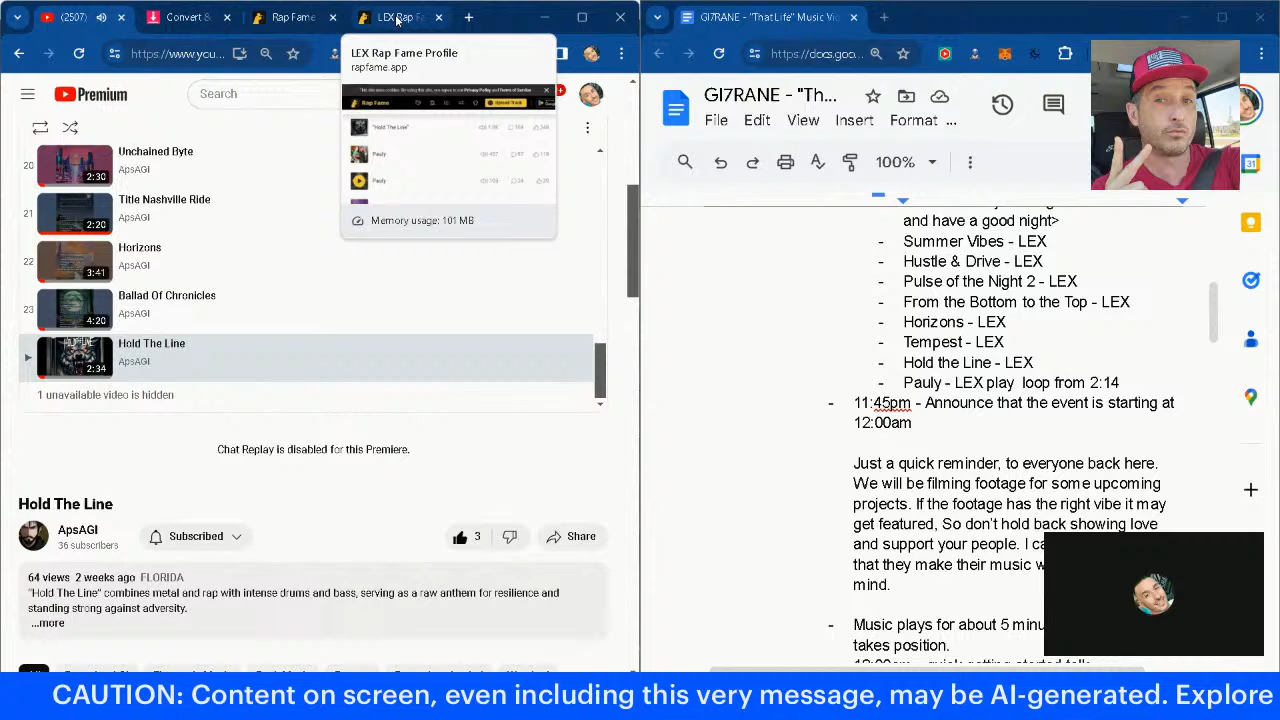 (2507)
Convert &
Rap Fame
LEX Rap Fa
GI7RANE - "That Life" Music Vi
https://www.you...
https://docs.goo...
LEX Rap Fame Profile
rapfame.app
Premium
Search
Rap Fame
Upload Track
"Hold The Line"
Pauly
Pauly
Memory usage: 101 MB
20
Unchained Byte
ApsAGI
2:30
21
Title Nashville Ride
ApsAGI
2:20
22
Horizons
ApsAGI
3:41
23
Ballad Of Chronicles
ApsAGI
4:20
Hold The Line
ApsAGI
2:34
1 unavailable video is hidden
Chat Replay is disabled for this Premiere.
Hold The Line
ApsAGI
36 subscribers
Subscribed
3
Share
64 views 2 weeks ago FLORIDA
"Hold The Line" combines metal and rap with intense drums and bass, serving as a raw anthem for resilience and
standing strong against adversity.
...more
GI7RANE - "Th...
File Edit View Insert Format ...
100%
31
and have a good night>
- Summer Vibes - LEX
- Hustle & Drive - LEX
- Pulse of the Night 2 - LEX
- From the Bottom to the Top - LEX
- Horizons - LEX
- Tempest - LEX
- Hold the Line - LEX
- Pauly - LEX play loop from 2:14
- 11:45pm - Announce that the event is starting at
12:00am
Just a quick reminder, to everyone back here.
We will be filming footage for some upcoming
projects. If the footage has the right vibe it may
get featured, So don't hold back showing love
and support your people. I ca
that they make their music w
mind.
- Music plays for about 5 minu
takes position.
CAUTION: Content on screen, even including this very message, may be AI-generated. Explore